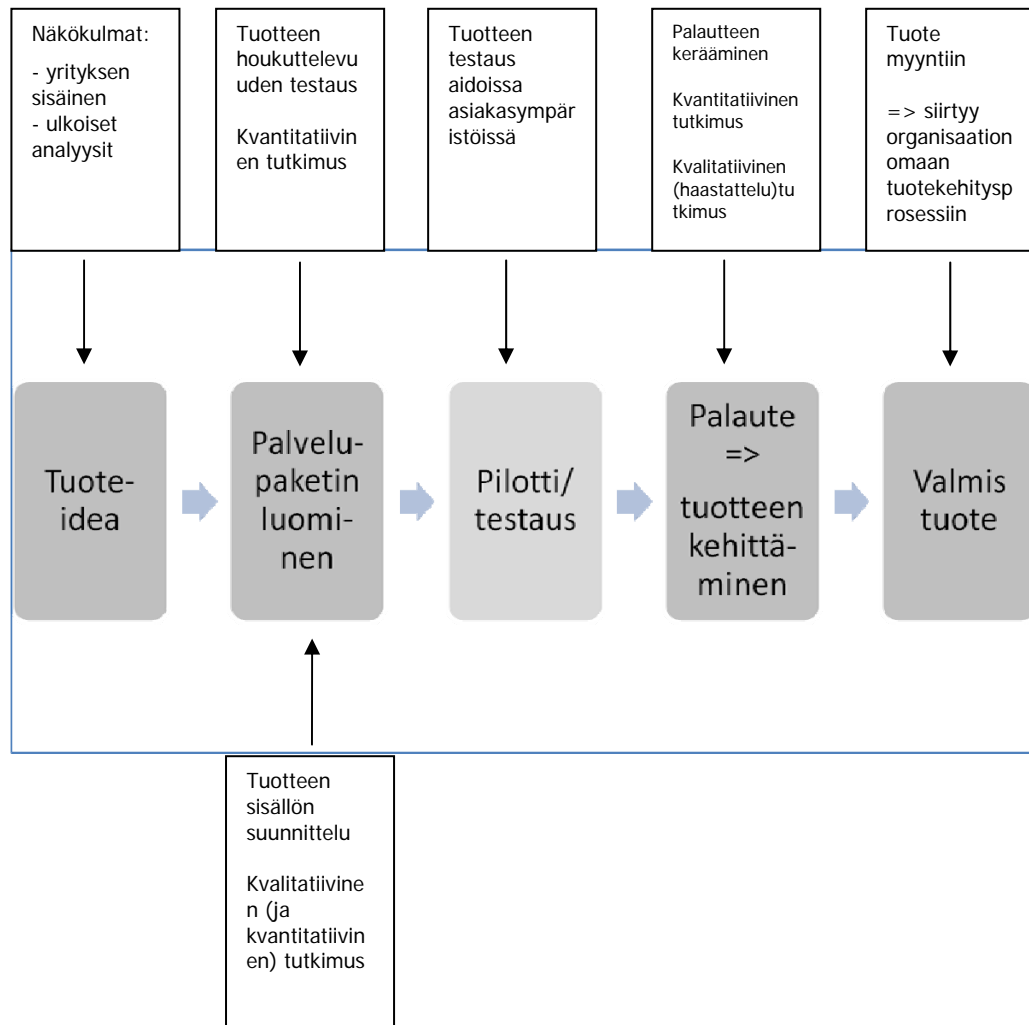 Näkökulmat:
- yrityksen
sisäinen
- ulkoiset
analyysit
Tuotteen
houkuttelevu
uden testaus
Kvantitatiivin
en tutkimus
Tuotteen
testaus
aidoissa
asiakasympär
istöissä
Palautteen
kerääminen
Kvantitatiivinen
tutkimus
Kvalitatiivinen
(haastattelu)tu
tkimus
Tuote
myyntiin
=> siirtyy
organisaation
omaan
tuotekehitysp
rosessiin
Tuote-
idea
Palvelu-
paketin
luomi-
nen
Pilotti/
testaus
Palaute
=>
tuotteen
kehittä-
minen
Valmis
tuote
Tuotteen
sisällön
suunnittelu
Kvalitatiivine
n (ja
kvantitatiivin
en) tutkimus